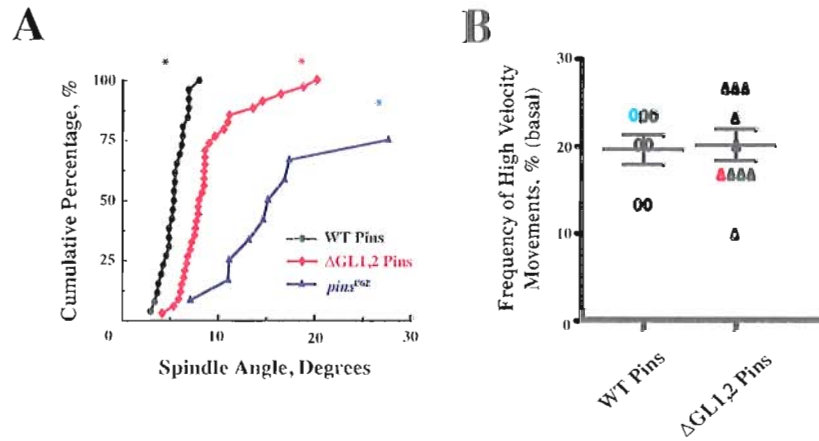 A
B
*
*
*
100
75
50
25
0
10
20
30
Cumulative Percentage, %
Spindle Angle, Degrees
WT Pins
ΔGL1,2 Pins
pins
30
20
10
0
Frequency of High Velocity
Movements, % (basal)
WT Pins
ΔGL1,2 Pins